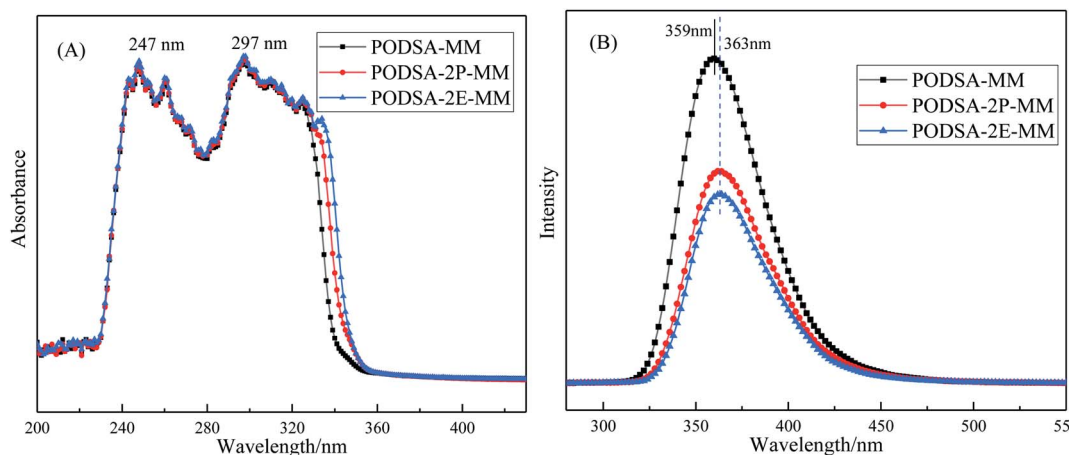 (A)
247 nm
297 nm
PODSA-MM
PODSA-2P-MM
PODSA-2E-MM
Absorbance
200
240
280
320
360
400
Wavelength/nm
(B)
359nm
363nm
PODSA-MM
PODSA-2P-MM
PODSA-2E-MM
Intensity
300
350
400
450
500
55
Wavelength/nm